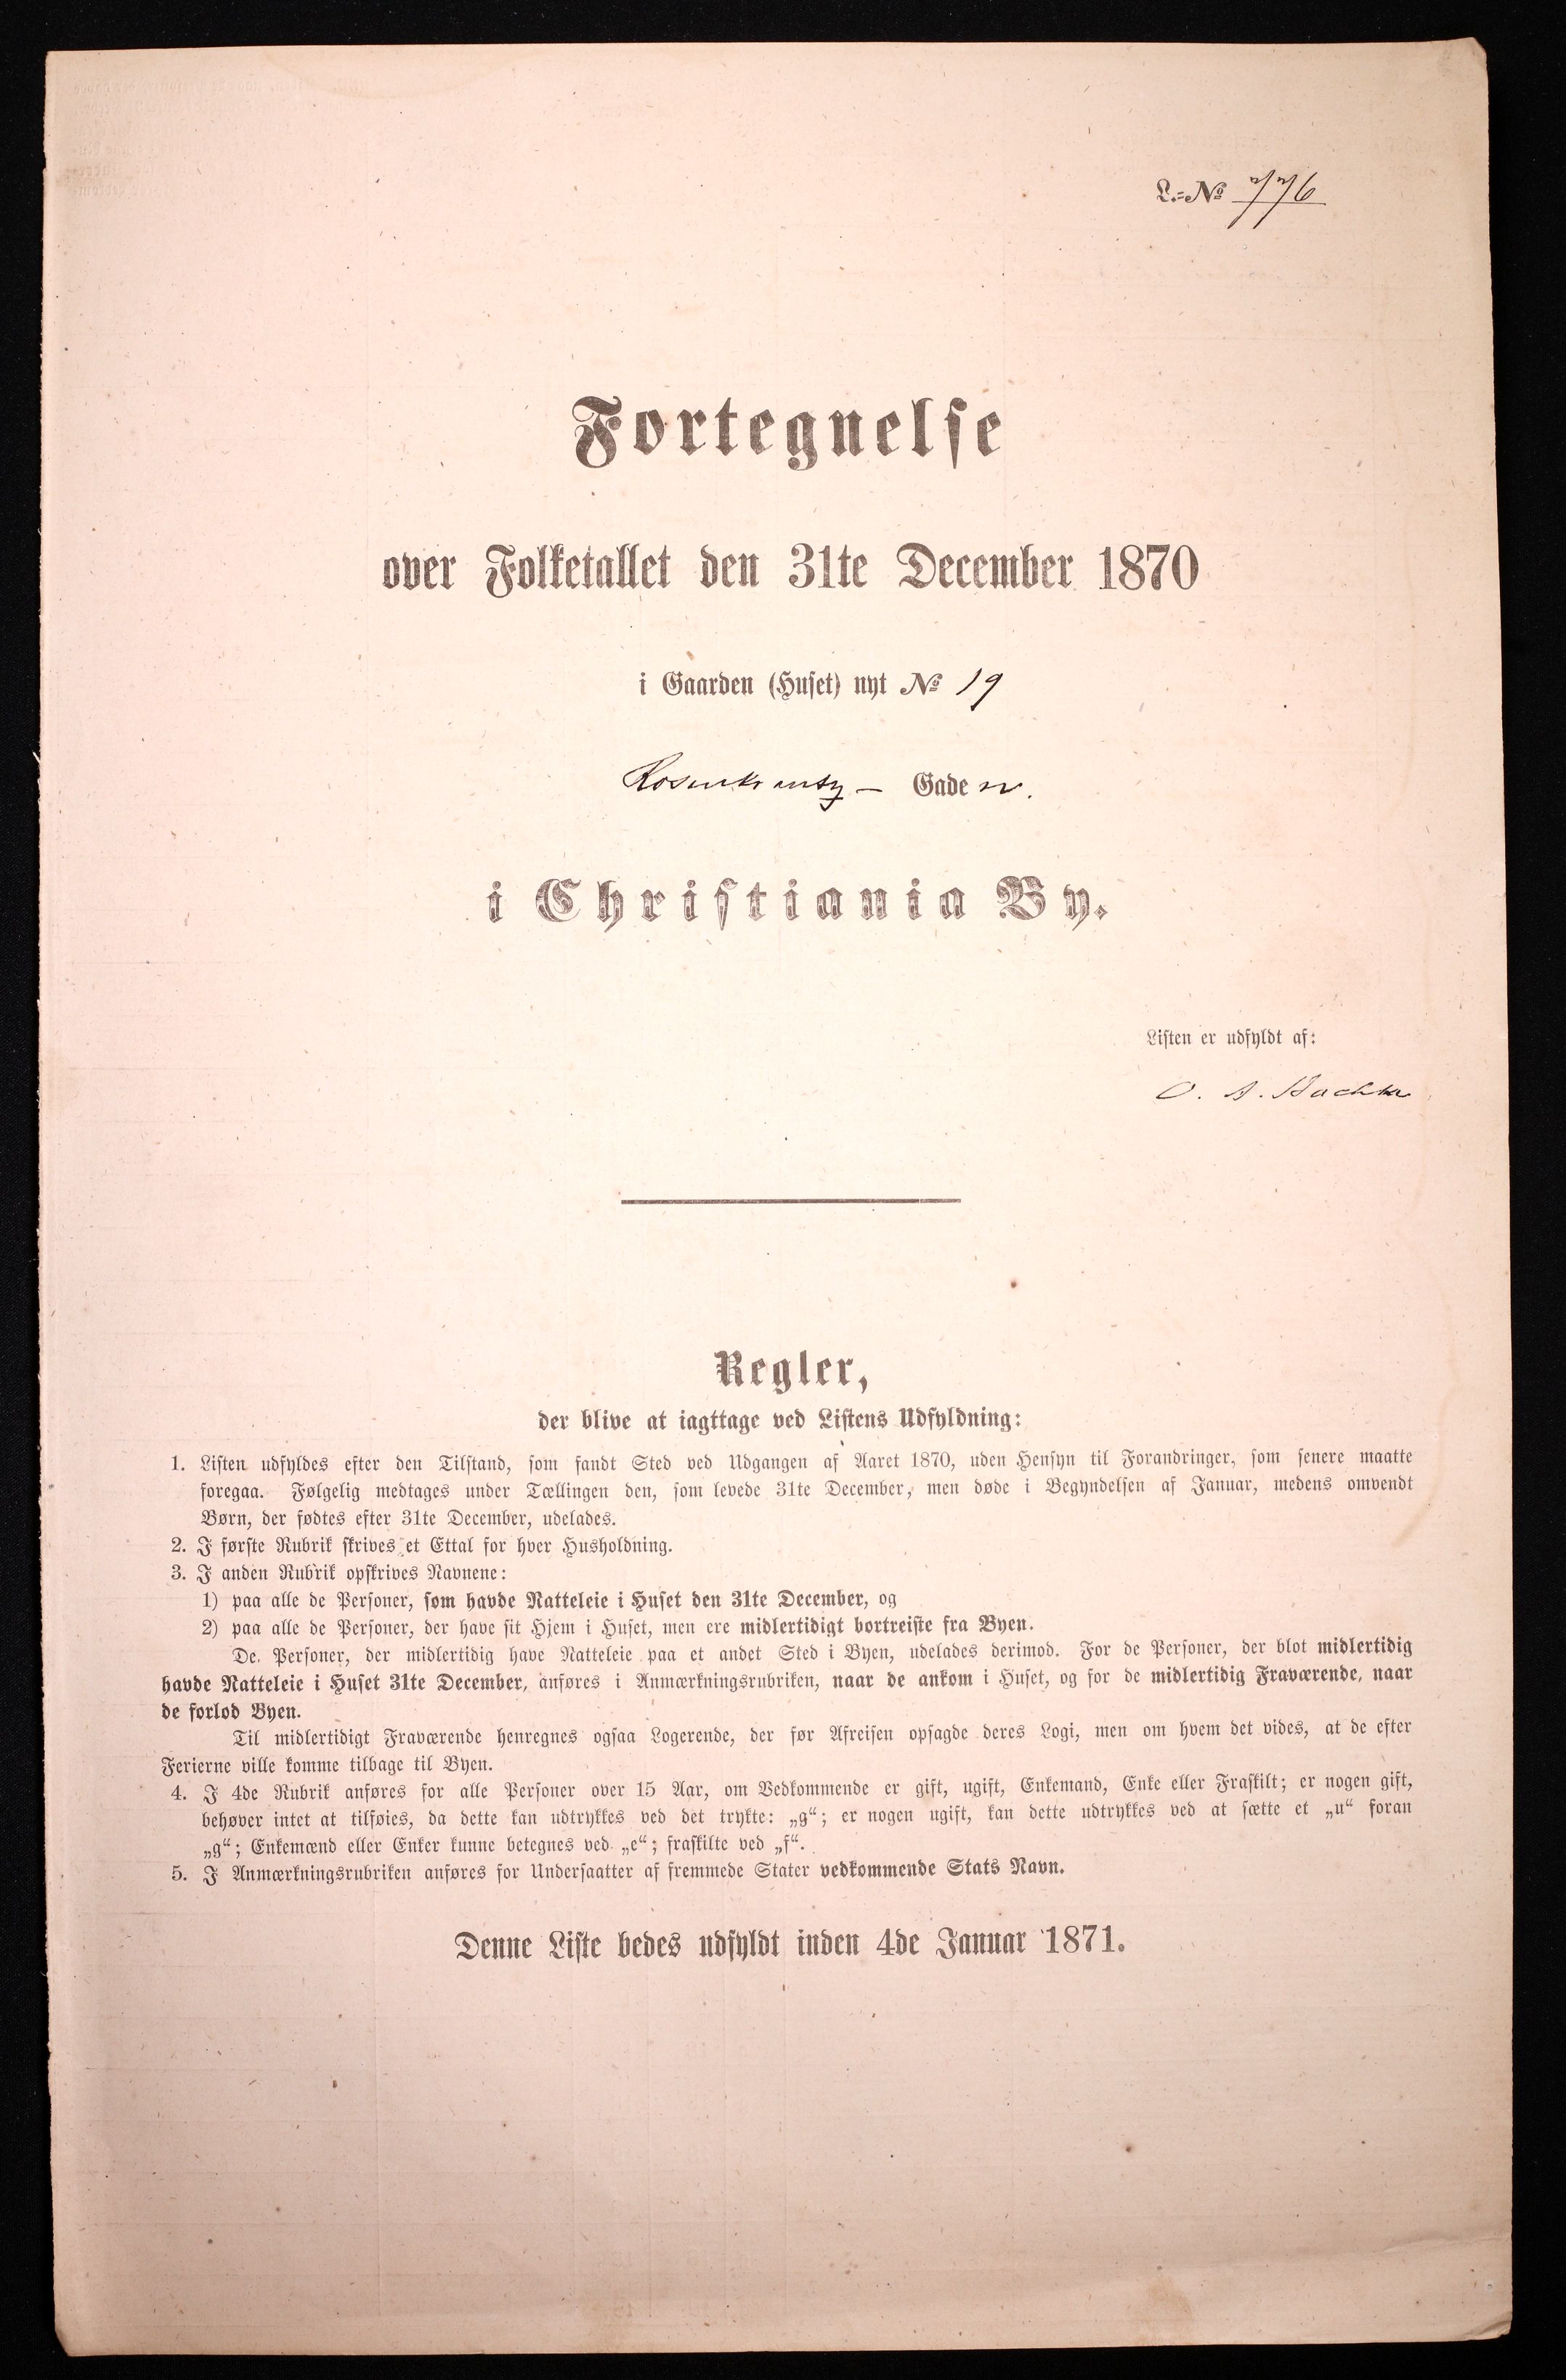 L.-No 776
Fortegnelse
over Folketallet den 31te December 1870
i Gaarden (Huset) nyt No 19
Rosenkrantz – Gaden.
i Christiania By.
Listen er udfyldt af:
O. A.
Regler,
der blive at iagttage ved Listens Udfyldning:
1. Listen udfyldes efter den Tilstand, som fandt Sted ved Udgangen af Aaret 1870, uden Hensyn til Forandringer, som senere maatte
foregaa. Følgelig medtages under Tællingen den, som levede 31te December, men døde i Begyndelsen af Januar, medens omvendt
Børn, der fødtes efter 31te December, udelades.
2. I første Rubrik skrives et Ettal for hver Husholdning.
3. I anden Rubrik opskrives Navnene:
1) paa alle de Personer, som havde Natteleie i Huset den 31te December, og
2) paa alle de Personer, der have sit Hjem i Huset, men ere midlertidigt bortreiste fra Byen.
De Personer, der midlertidig have Natteleie paa et andet Sted i Byen, udelades derimod. For de Personer, der blot midlertidig
havde Natteleie i Huset 31te December, anføres i Anmærkningsrubriken, naar de ankom i Huset, og for de midlertidig Fraværende, naar
de forlod Byen.
Til midlertidigt Fraværende henregnes ogsaa Logerende, der før Afreisen opsagde deres Logi, men om hvem det vides, at de efter
Ferierne ville komme tilbage til Byen.
4. I 4de Rubrik anføres for alle Personer over 15 Aar, om Vedkommende er gift, ugift, Enkemand, Enke eller Fraskilt; er nogen gift,
behøver intet at tilføies, da dette kan udtrykkes ved det trykte: „g“; er nogen ugift, kan dette udtrykkes ved at sætte et „u“ foran
„g“; Enkemænd eller Enker kunne betegnes ved „e“; fraskilte ved „f“.
5. I Anmærkningsrubriken anføres for Undersaatter af fremmede Stater vedkommende Stats Navn.
Denne Liste bedes udfyldt inden 4de Januar 1871.